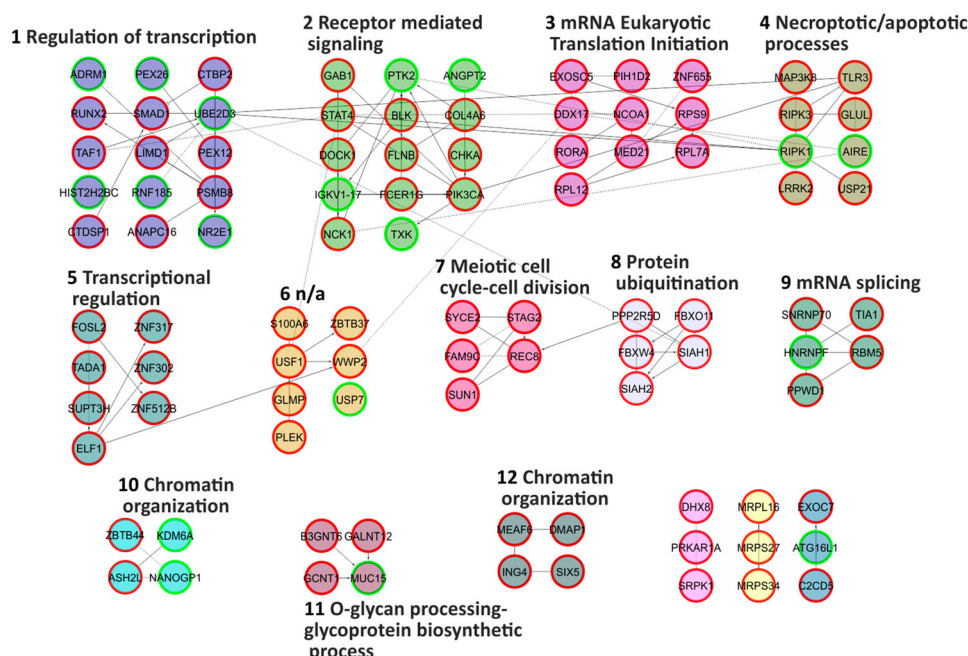 1 Regulation of transcription
ADRM1 PEX26 CTBP2
RUNX2 SMAD UBE2D3
TAF1 LIMD1 PEX12
HIST2H2BC RNF185 PSMB8
CTDSP1 ANAPC16 NR2E1
2 Receptor mediated
signaling
GAB1 PTK2 ANGPT2
STAT4 BLK COL4A6
DOCK1 FLNB CHKA
IGKV1-17 FCER1G PIK3CA
NCK1 TXK
3 mRNA Eukaryotic
Translation Initiation
EXOSC5 PIH1D2 ZNF655
DDX17 NCOA1 RPS9
RORA MED21 RPL7A
RPL12
4 Necroptotic/apoptotic
processes
MAP3K8 TLR3
RIPK3 GLUL
RIPK1 AIRE
LRRK2 USP21
5 Transcriptional
regulation
FOSL2 ZNF317
TADA1 ZNF302
SUPT3H ZNF512B
ELF1
6 n/a
S100A6 ZBTB37
USF1 WWP2
GLMP USP7
PLEK
7 Meiotic cell
cycle-cell division
SYCE2 STAG2
FAM9C REC8
SUN1
8 Protein
ubiquitination
PPP2R5D FBXO11
FBXW4 SIAH1
SIAH2
9 mRNA splicing
SNRNP70 TIA1
HNRNPF RBM5
PPWD1
10 Chromatin
organization
ZBTB44 KDM6A
ASH2L NANOGP1
B3GNT6 GALNT12
GCNT1 MUC15
11 O-glycan processing-
glycoprotein biosynthetic
process
12 Chromatin
organization
MEAF6 DMAP1
ING4 SIX5
DHX8 MRPL16 EXOC7
PRKAR1A MRPS27 ATG16L1
SRPK1 MRPS34 C2CD5